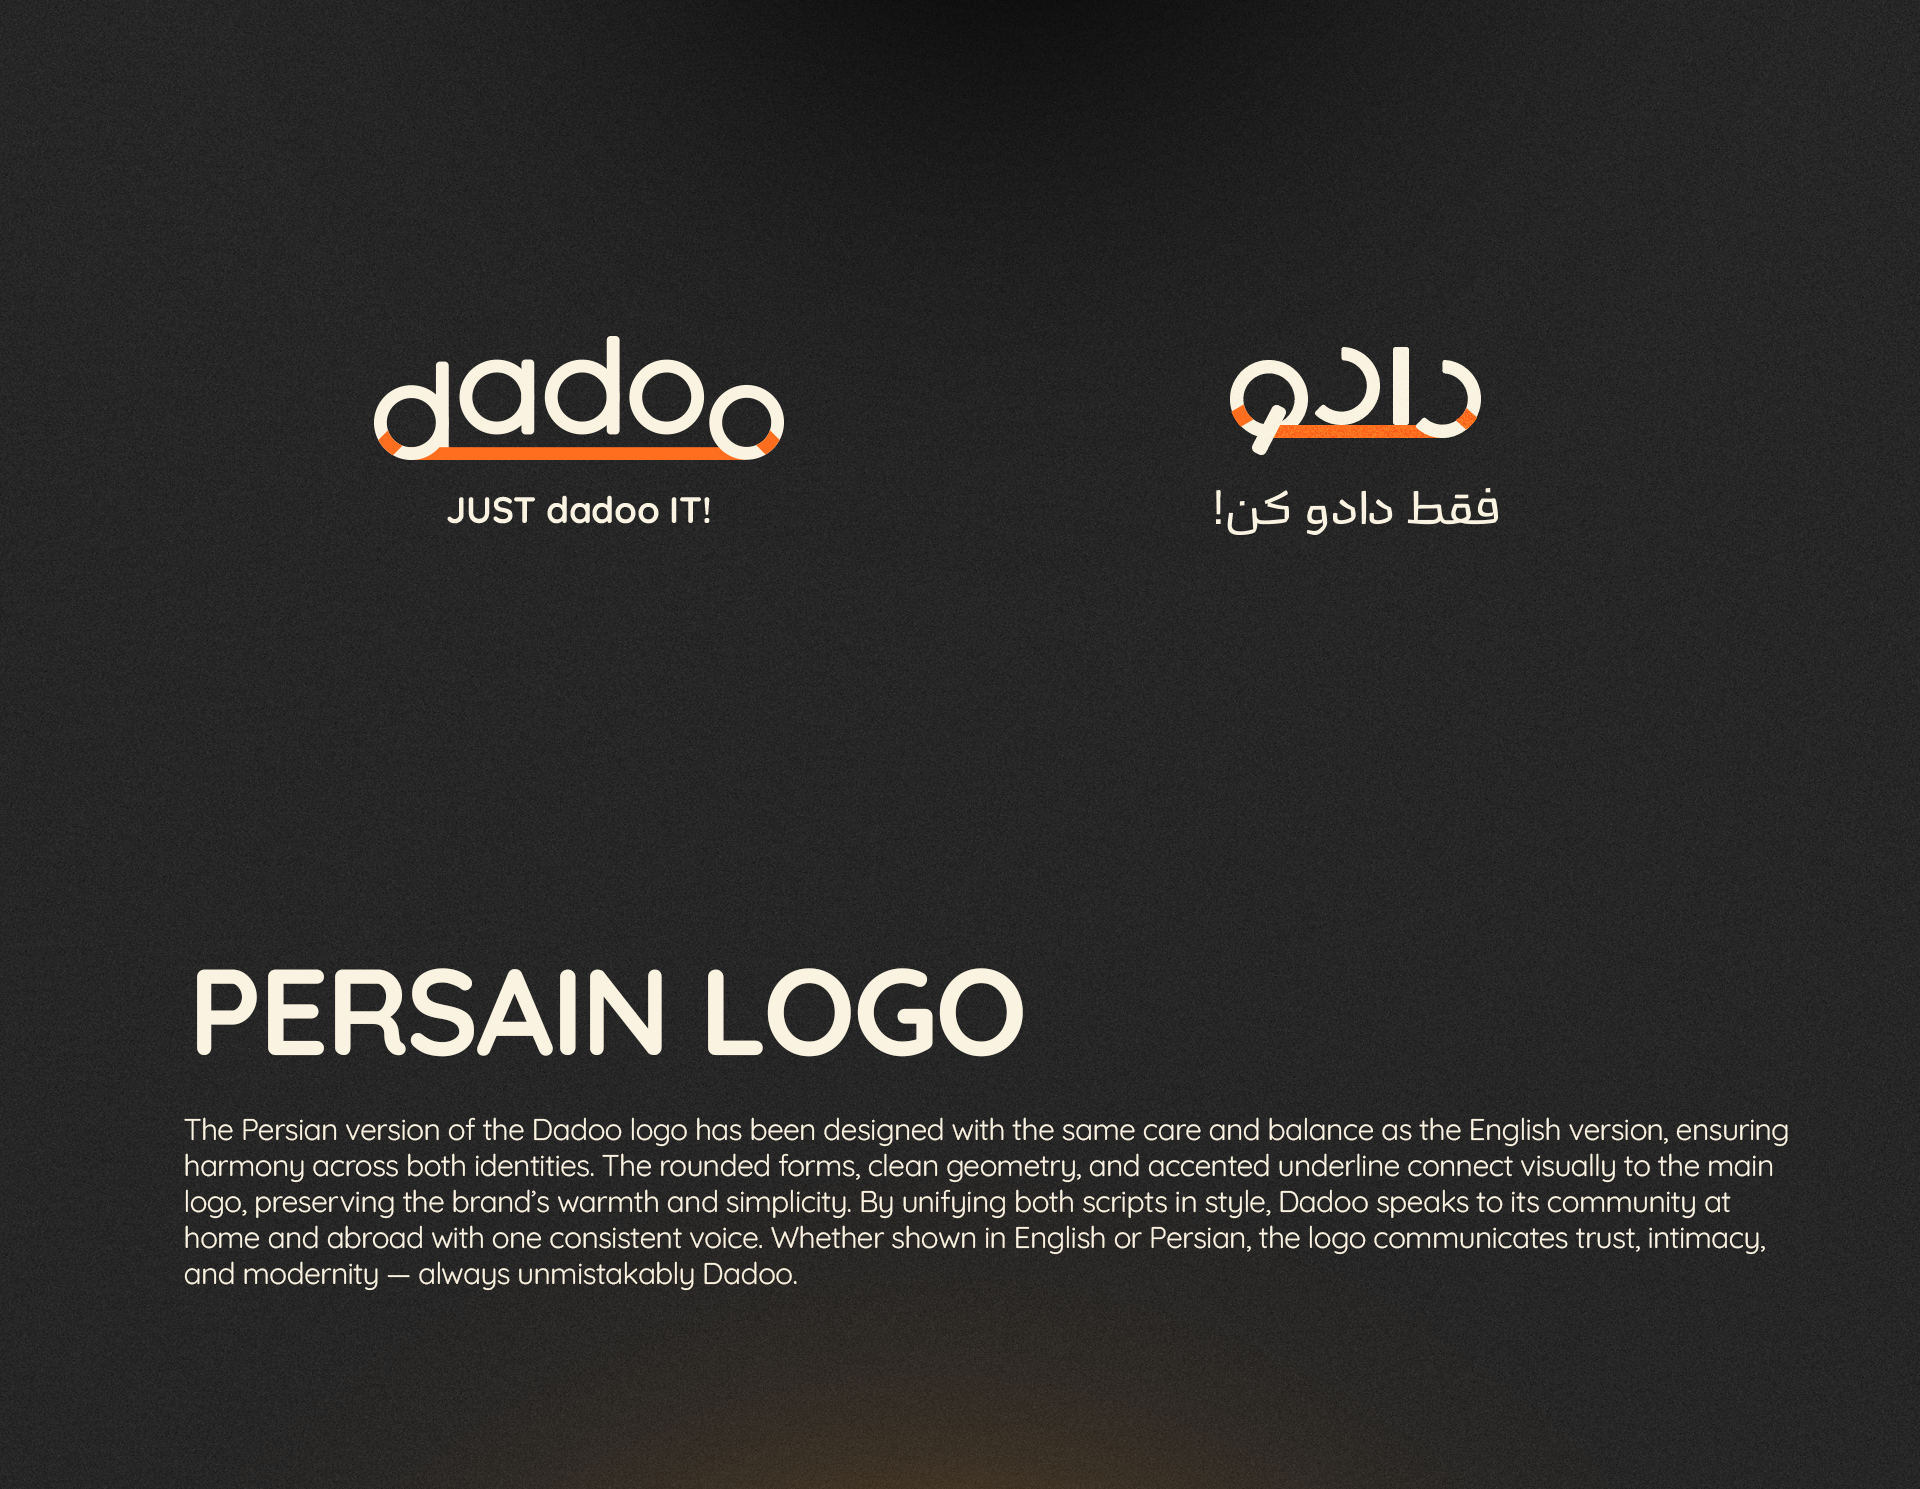 dadoo
دادو
JUST dadoo IT!
فقط دادو کن!
PERSAIN LOGO
The Persian version of the Dadoo logo has been designed with the same care and balance as the English version, ensuring
harmony across both identities. The rounded forms, clean geometry, and accented underline connect visually to the main
logo, preserving the brand’s warmth and simplicity. By unifying both scripts in style, Dadoo speaks to its community at
home and abroad with one consistent voice. Whether shown in English or Persian, the logo communicates trust, intimacy,
and modernity — always unmistakably Dadoo.